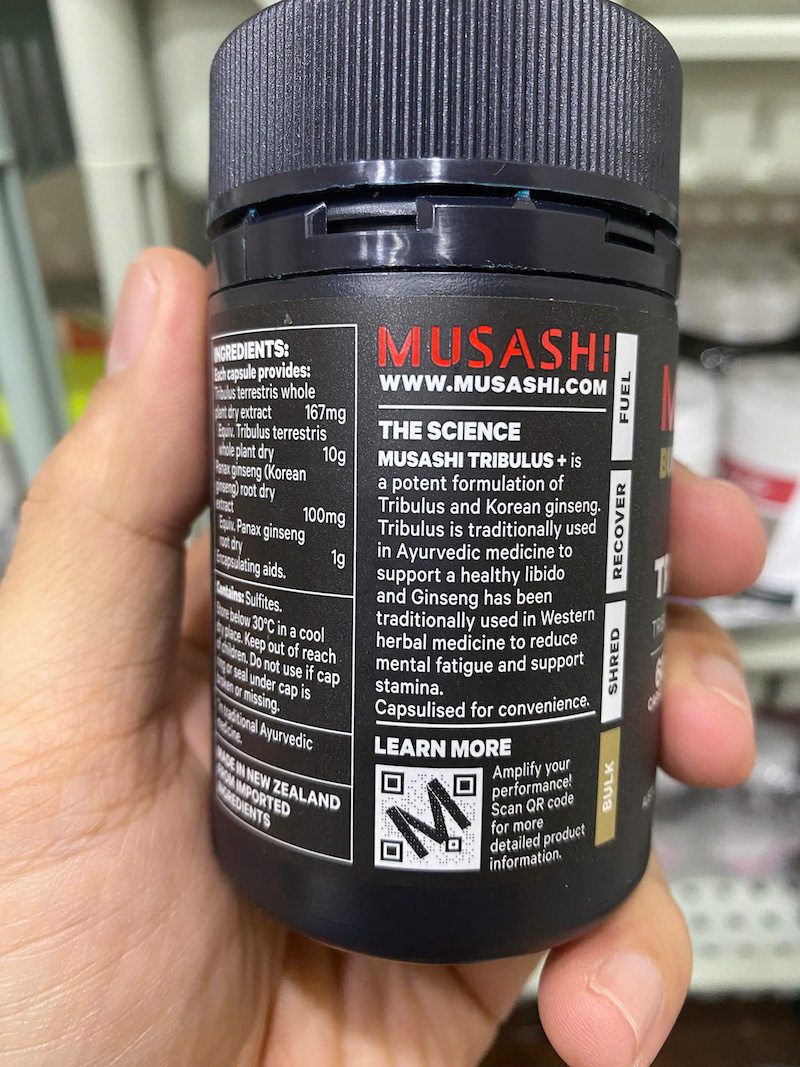 INGREDIENTS:
Each capsule provides:
Tribulus terrestris whole
plant dry extract 167mg
Equiv. Tribulus terrestris
whole plant dry 10g
Panax ginseng (Korean
ginseng) root dry
extract 100mg
Equiv. Panax ginseng
root dry 1g
Encapsulating aids.
Contains: Sulfites.
Store below 30°C in a cool
dry place. Keep out of reach
of children. Do not use if cap
ring or seal under cap is
broken or missing.
traditional Ayurvedic
medicine.
MADE IN NEW ZEALAND
FROM IMPORTED
INGREDIENTS
MUSASHI
WWW.MUSASHI.COM
THE SCIENCE
MUSASHI TRIBULUS + is
a potent formulation of
Tribulus and Korean ginseng.
Tribulus is traditionally used
in Ayurvedic medicine to
support a healthy libido
and Ginseng has been
traditionally used in Western
herbal medicine to reduce
mental fatigue and support
stamina.
Capsulised for convenience.
LEARN MORE
M
Amplify your
performance!
Scan QR code
for more
detailed product
information.
FUEL
RECOVER
SHRED
BULK